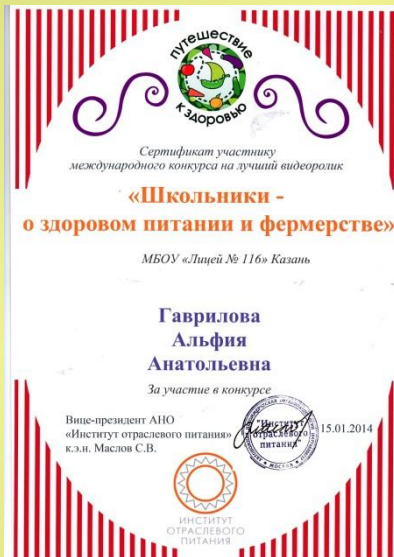 путешествие
к здоровью
Сертификат участнику
международного конкурса на лучший видеоролик
«Школьники -
о здоровом питании и фермерстве»
МБОУ «Лицей № 116» Казань
Гаврилова
Альфия
Анатольевна
За участие в конкурсе
Вице-президент АНО
«Институт отраслевого питания»
к.э.н. Маслов С.В.
"Институт
отраслевого
питания"
МОСКВА
15.01.2014
ИНСТИТУТ
ОТРАСЛЕВОГО
ПИТАНИЯ